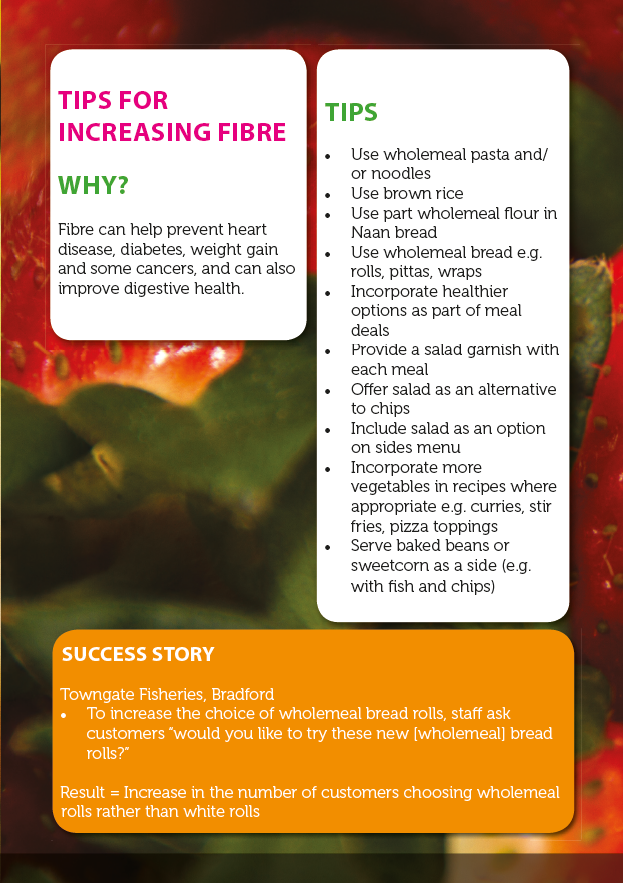 TIPS FOR
INCREASING FIBRE
WHY?
Fibre can help prevent heart
disease, diabetes, weight gain
and some cancers, and can also
improve digestive health.
TIPS
• Use wholemeal pasta and/
or noodles
• Use brown rice
• Use part wholemeal flour in
Naan bread
• Use wholemeal bread e.g.
rolls, pittas, wraps
• Incorporate healthier
options as part of meal
deals
• Provide a salad garnish with
each meal
• Offer salad as an alternative
to chips
• Include salad as an option
on sides menu
• Incorporate more
vegetables in recipes where
appropriate e.g. curries, stir
fries, pizza toppings
• Serve baked beans or
sweetcorn as a side (e.g.
with fish and chips)
SUCCESS STORY
Towngate Fisheries, Bradford
• To increase the choice of wholemeal bread rolls, staff ask
customers “would you like to try these new [wholemeal] bread
rolls?”
Result = Increase in the number of customers choosing wholemeal
rolls rather than white rolls